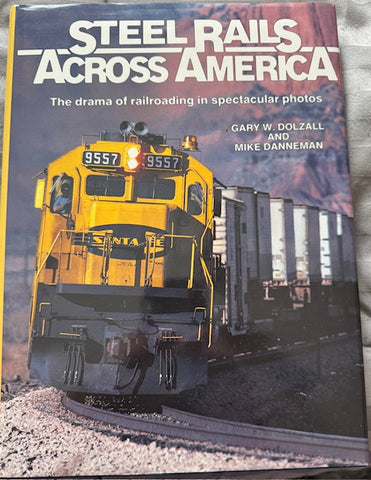 STEEL RAILS
ACROSS AMERICA
The drama of railroading in spectacular photos
GARY W. DOLZALL
AND
MIKE DANNEMAN
9557 9557
SANTA